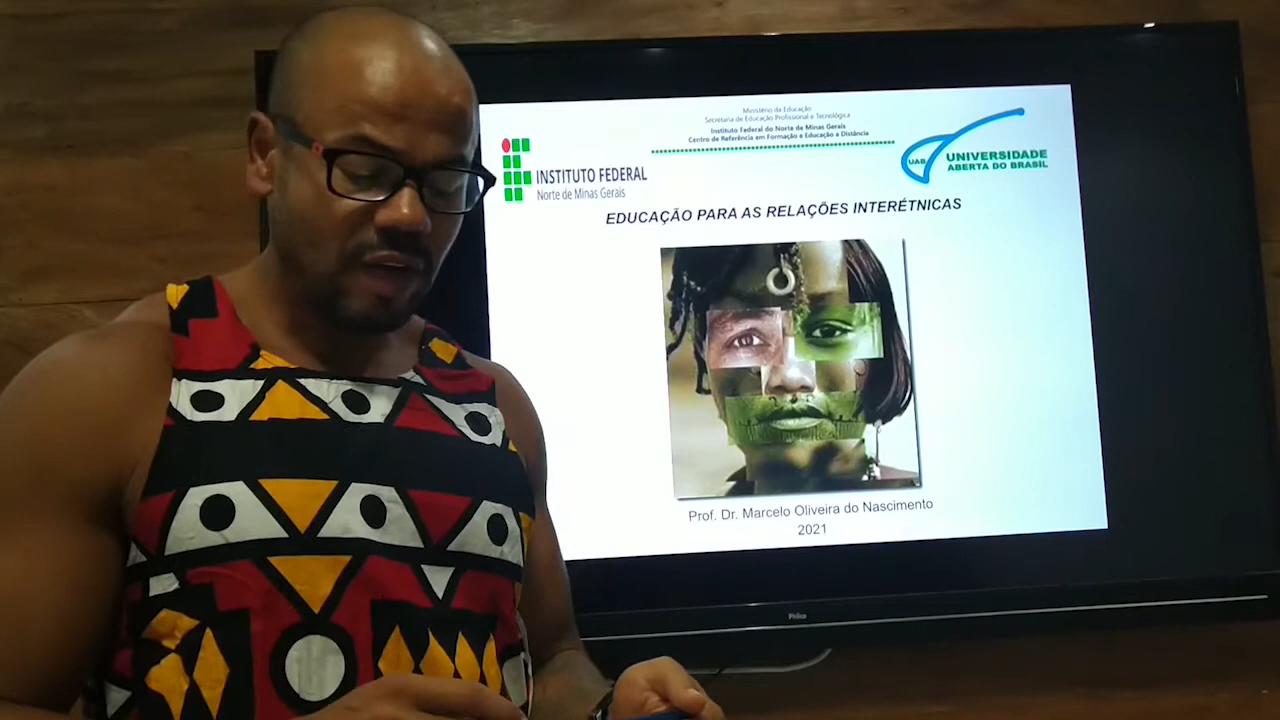 Ministério da Educação
Secretaria de Educação Profissional e Tecnológica
Instituto Federal do Norte de Minas Gerais
Centro de Referência em Formação e Educação a Distância
INSTITUTO FEDERAL
Norte de Minas Gerais
UAB
UNIVERSIDADE
ABERTA DO BRASIL
EDUCAÇÃO PARA AS RELAÇÕES INTERÉTNICAS
Prof. Dr. Marcelo Oliveira do Nascimento
2021
Philco